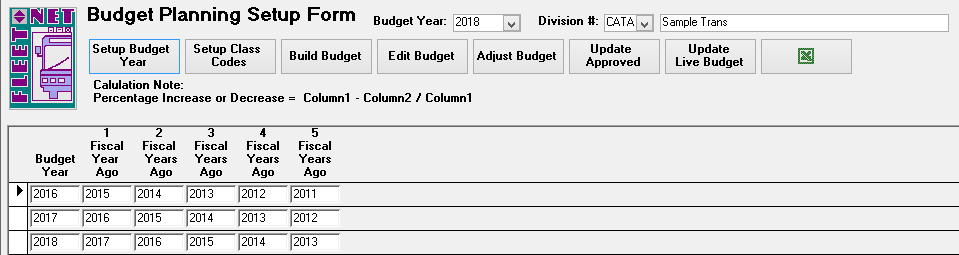 FLEET NET
Budget Planning Setup Form
Budget Year: 2018
Division #: CATA Sample Trans
Setup Budget Year
Setup Class Codes
Build Budget
Edit Budget
Adjust Budget
Update Approved
Update Live Budget
Calulation Note:
Percentage Increase or Decrease = Column1 - Column2 / Column1
Budget Year
1 Fiscal Year Ago
2 Fiscal Years Ago
3 Fiscal Years Ago
4 Fiscal Years Ago
5 Fiscal Years Ago
2016 2015 2014 2013 2012 2011
2017 2016 2015 2014 2013 2012
2018 2017 2016 2015 2014 2013